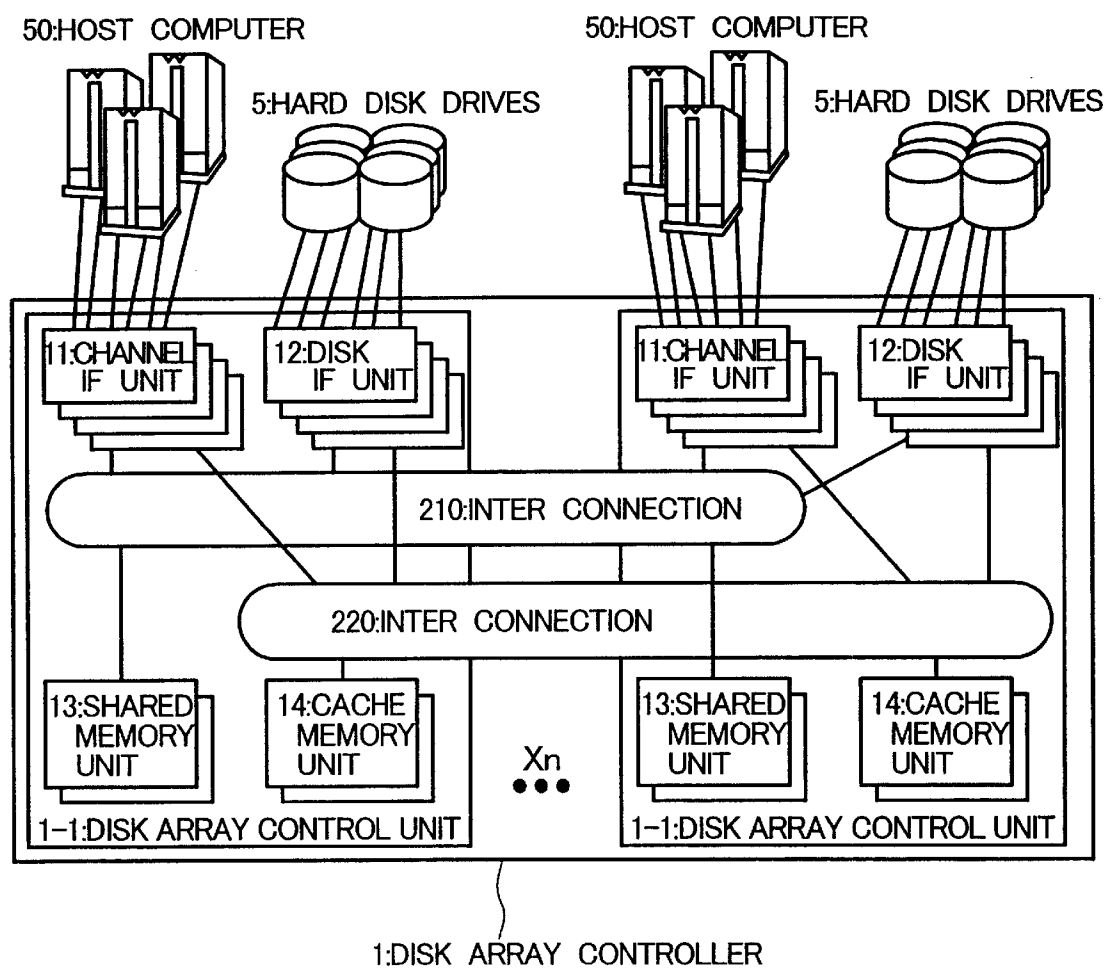 50:HOST COMPUTER
50:HOST COMPUTER
5:HARD DISK DRIVES
5:HARD DISK DRIVES
11:CHANNEL
IF UNIT
12:DISK
IF UNIT
11:CHANNEL
IF UNIT
12:DISK
IF UNIT
210:INTER CONNECTION
220:INTER CONNECTION
13:SHARED
MEMORY
UNIT
14:CACHE
MEMORY
UNIT
Xn
13:SHARED
MEMORY
UNIT
14:CACHE
MEMORY
UNIT
1-1:DISK ARRAY CONTROL UNIT
1-1:DISK ARRAY CONTROL UNIT
1:DISK ARRAY CONTROLLER